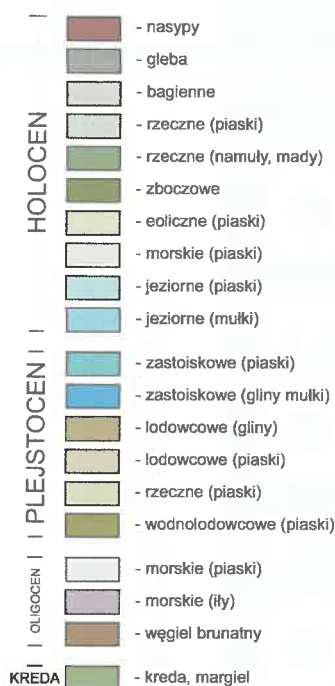 HOLOCEN
- nasypy
- gleba
- bagienne
- rzeczne (piaski)
- rzeczne (namuły, mady)
- zboczowe
- eoliczne (piaski)
- morskie (piaski)
- jeziorne (piaski)
- jeziorne (mułki)
PLEJSTOCEN
- zastoiskowe (piaski)
- zastoiskowe (gliny mułki)
- lodowcowe (gliny)
- lodowcowe (piaski)
- rzeczne (piaski)
- wodnolodowcowe (piaski)
OLIGOCEN
- morskie (piaski)
- morskie (iły)
- węgiel brunatny
KREDA - kreda, margiel